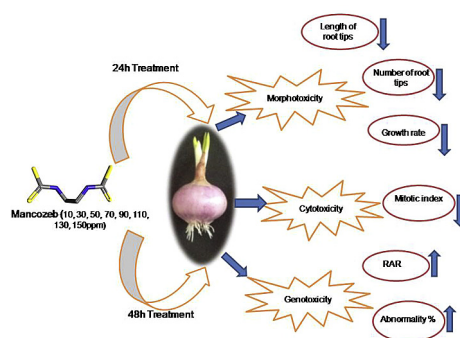 Length of
root tips
24h Treatment
Number of root
tips
Morphotoxicity
Growth rate
Mancozeb (10, 30, 50, 70, 90, 110,
130, 150ppm)
Cytotoxicity
Mitotic index
RAR
Genotoxicity
48h Treatment
Abnormality %